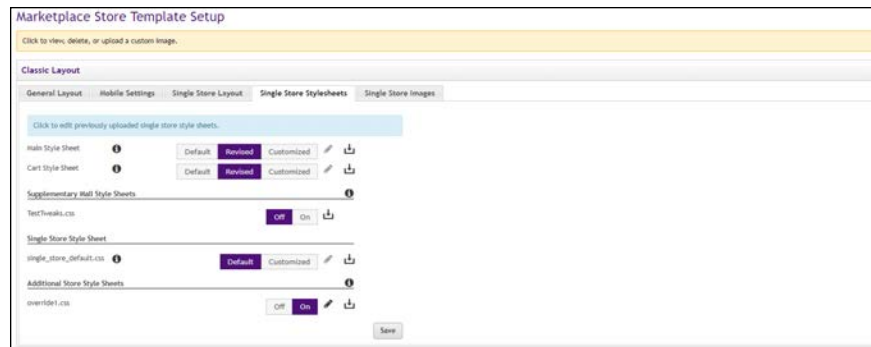 Marketplace Store Template Setup
Click to view, delete, or upload a custom image.
Classic Layout
General Layout Mobile Settings Single Store Layout Single Store Stylesheets Single Store Images
Click to edit previously uploaded single store style sheets.
Main Style Sheet Default Revised Customized
Cart Style Sheet Default Revised Customized
Supplementary Mall Style Sheets
TestTweaks.css Off On
Single Store Style Sheet
single_store_default.css Default Customized
Additional Store Style Sheets
override1.css Off On
Save